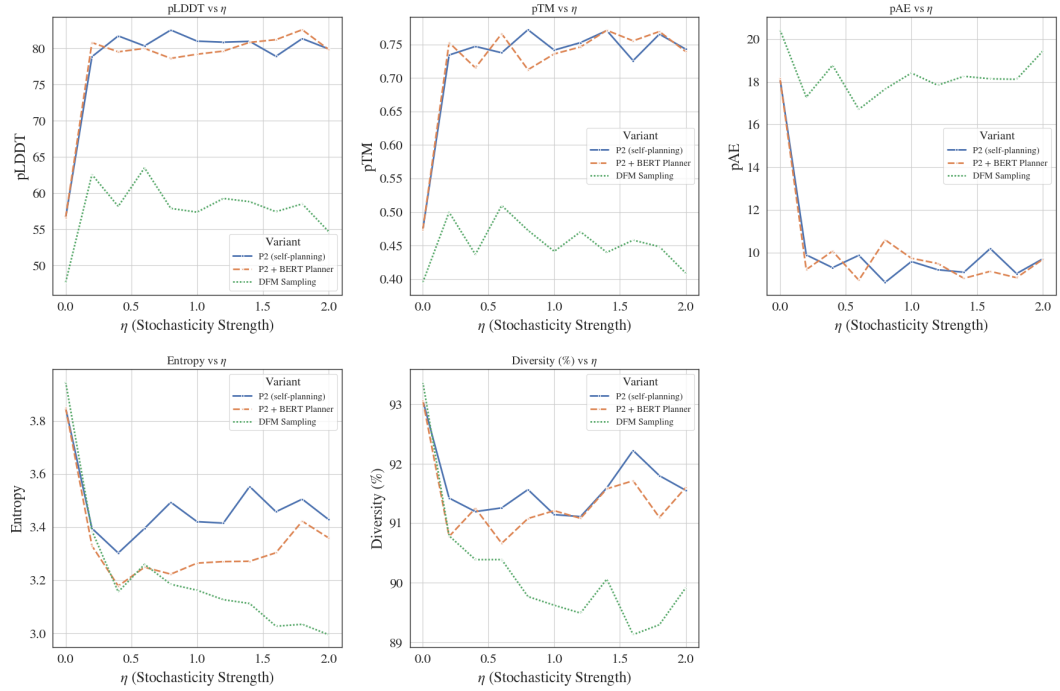 pLDDT vs η
80
75
70
65
60
55
50
pLDDT
Variant
P2 (self-planning)
P2 + BERT Planner
DFM Sampling
0.0 0.5 1.0 1.5 2.0
η (Stochasticity Strength)
pTM vs η
0.75
0.70
0.65
0.60
0.55
0.50
0.45
0.40
pTM
Variant
P2 (self-planning)
P2 + BERT Planner
DFM Sampling
0.0 0.5 1.0 1.5 2.0
η (Stochasticity Strength)
pAE vs η
20
18
16
14
12
10
pAE
Variant
P2 (self-planning)
P2 + BERT Planner
DFM Sampling
0.0 0.5 1.0 1.5 2.0
η (Stochasticity Strength)
Entropy vs η
3.8
3.6
3.4
3.2
3.0
Entropy
Variant
P2 (self-planning)
P2 + BERT Planner
DFM Sampling
0.0 0.5 1.0 1.5 2.0
η (Stochasticity Strength)
Diversity (%) vs η
93
92
91
90
89
Diversity (%)
Variant
P2 (self-planning)
P2 + BERT Planner
DFM Sampling
0.0 0.5 1.0 1.5 2.0
η (Stochasticity Strength)